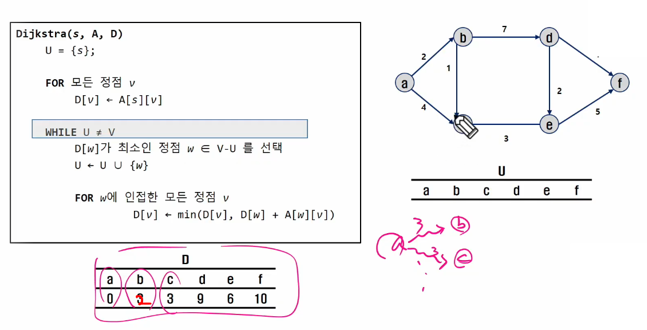 Dijkstra(s, A, D)
U = {s};
FOR 모든 정점 v
D[v] ← A[s][v]
WHILE U ≠ V
D[w]가 최소인 정점 w ∈ V-U 를 선택
U ← U ∪ {w}
FOR w에 인접한 모든 정점 v
D[v] ← min(D[v], D[w] + A[w][v])
a
b
d
e
f
2
4
1
7
3
2
5
U
a b c d e f
D
a b c d e f
0 3 9 6 10
a 3 b
3